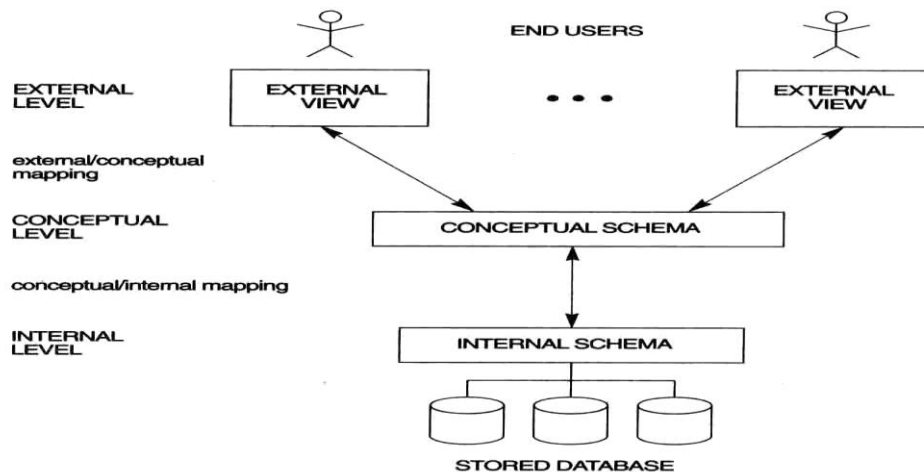 END USERS
EXTERNAL
LEVEL
EXTERNAL
VIEW
EXTERNAL
VIEW
external/conceptual
mapping
CONCEPTUAL
LEVEL
CONCEPTUAL SCHEMA
conceptual/internal mapping
INTERNAL
LEVEL
INTERNAL SCHEMA
STORED DATABASE